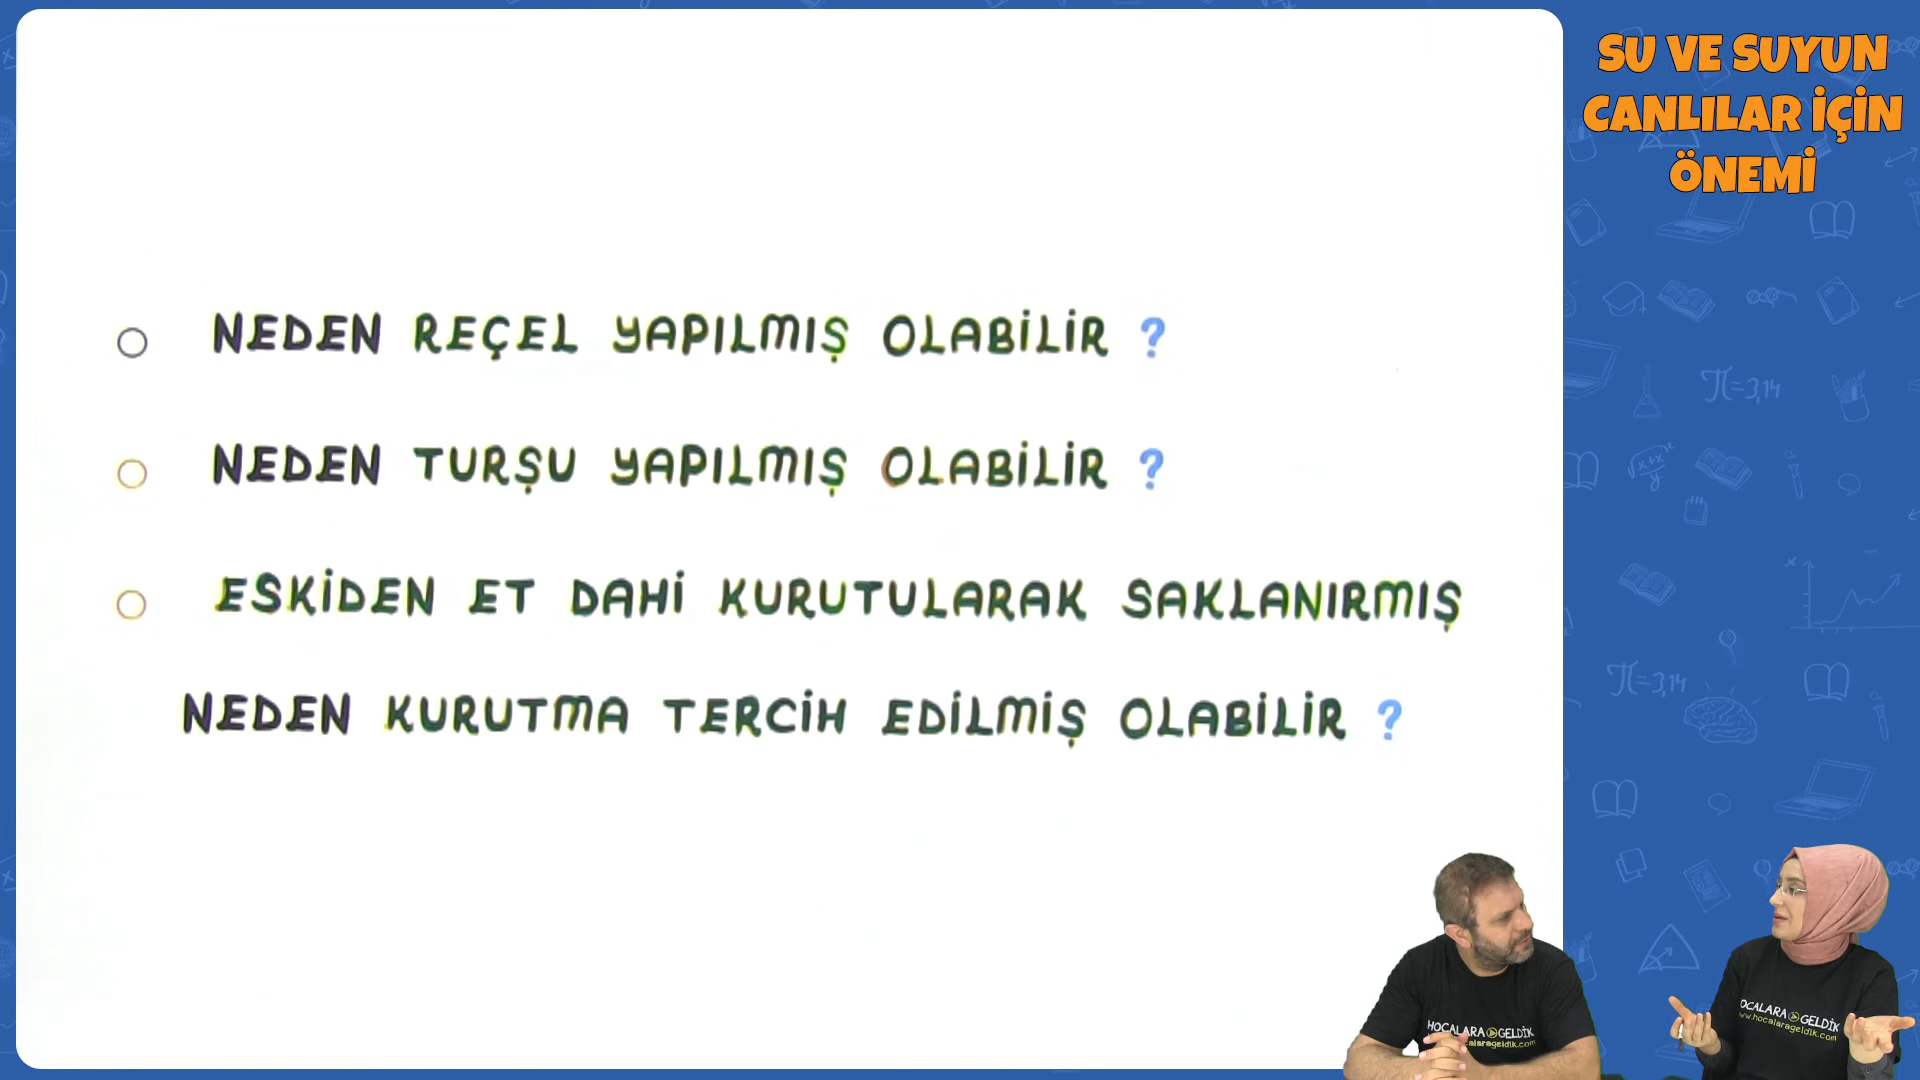 SU VE SUYUN
CANLILAR İÇİN
ÖNEMİ
NEDEN REÇEL YAPILMIŞ OLABİLİR ?
NEDEN TURŞU YAPILMIŞ OLABİLİR ?
ESKİDEN ET DAHİ KURUTULARAK SAKLANIRMIŞ
NEDEN KURUTMA TERCİH EDİLMİŞ OLABİLİR ?
π=3,14
π=3,14
HOCALARA GELDİK
OCALARA GELDİK
www.hocalarageldik.com